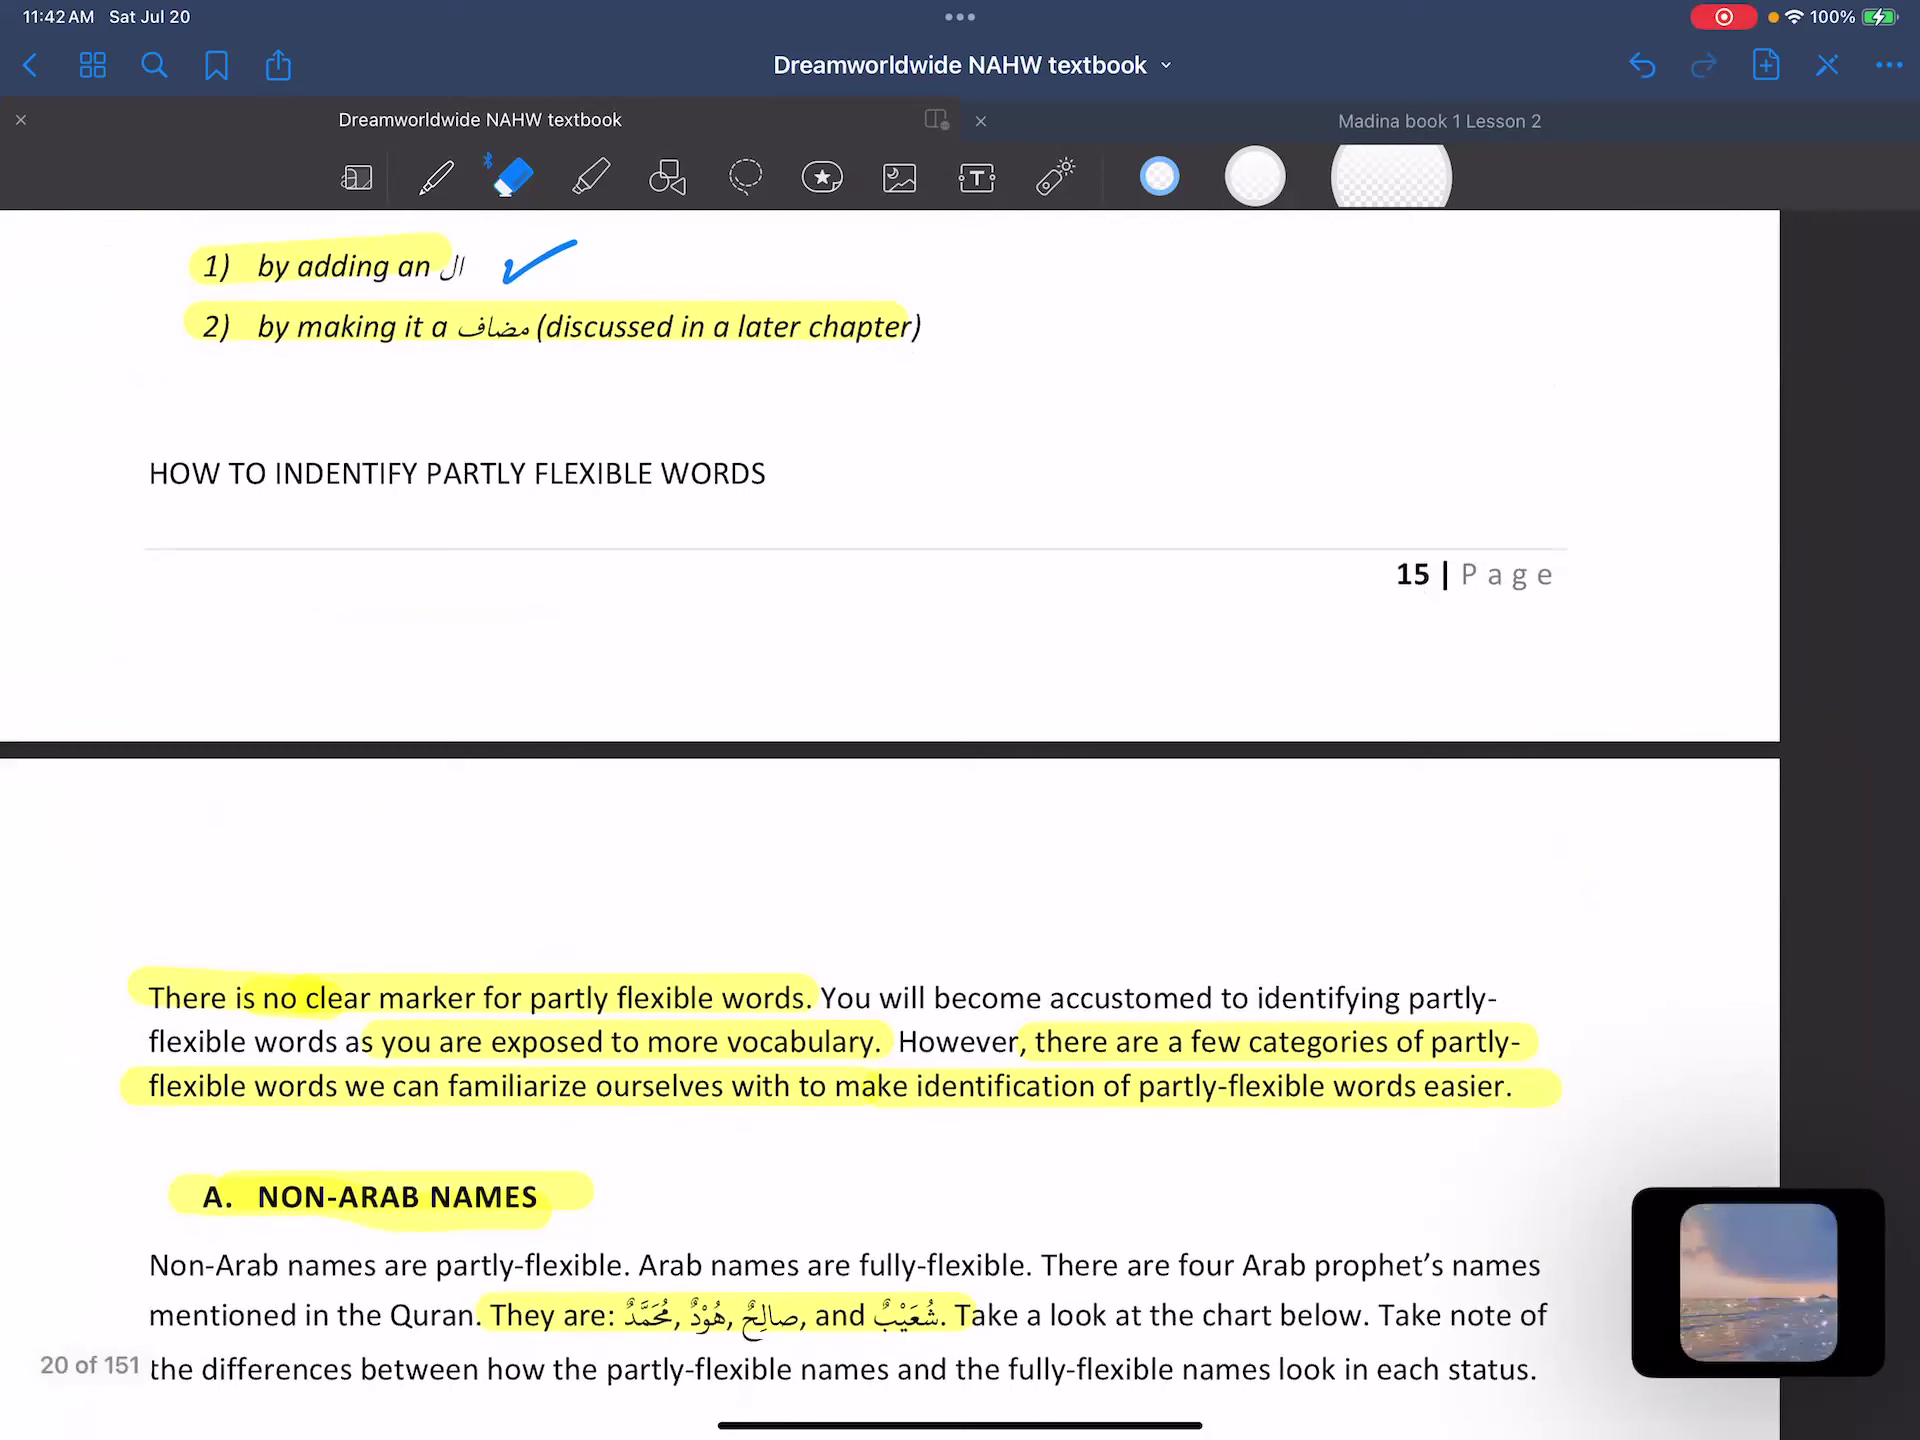 11:42 AM Sat Jul 20
100%
Dreamworldwide NAHW textbook
Dreamworldwide NAHW textbook
Madina book 1 Lesson 2
1) by adding an ال
2) by making it a مضاف (discussed in a later chapter)
HOW TO INDENTIFY PARTLY FLEXIBLE WORDS
15 | Page
There is no clear marker for partly flexible words. You will become accustomed to identifying partly-
flexible words as you are exposed to more vocabulary. However, there are a few categories of partly-
flexible words we can familiarize ourselves with to make identification of partly-flexible words easier.
A. NON-ARAB NAMES
Non-Arab names are partly-flexible. Arab names are fully-flexible. There are four Arab prophet’s names
mentioned in the Quran. They are: مُحَمَّدٌ, هُوْدٌ, صالِحٌ, and شُعَيْبٌ. Take a look at the chart below. Take note of
20 of 151
the differences between how the partly-flexible names and the fully-flexible names look in each status.